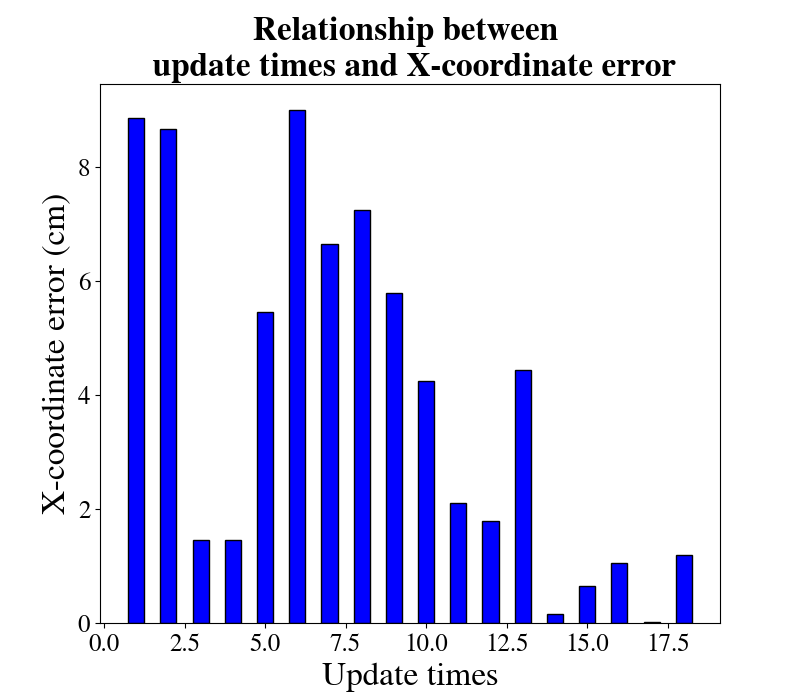 Relationship between
update times and X-coordinate error
X-coordinate error (cm)
8
6
4
2
0
0.0 2.5 5.0 7.5 10.0 12.5 15.0 17.5
Update times